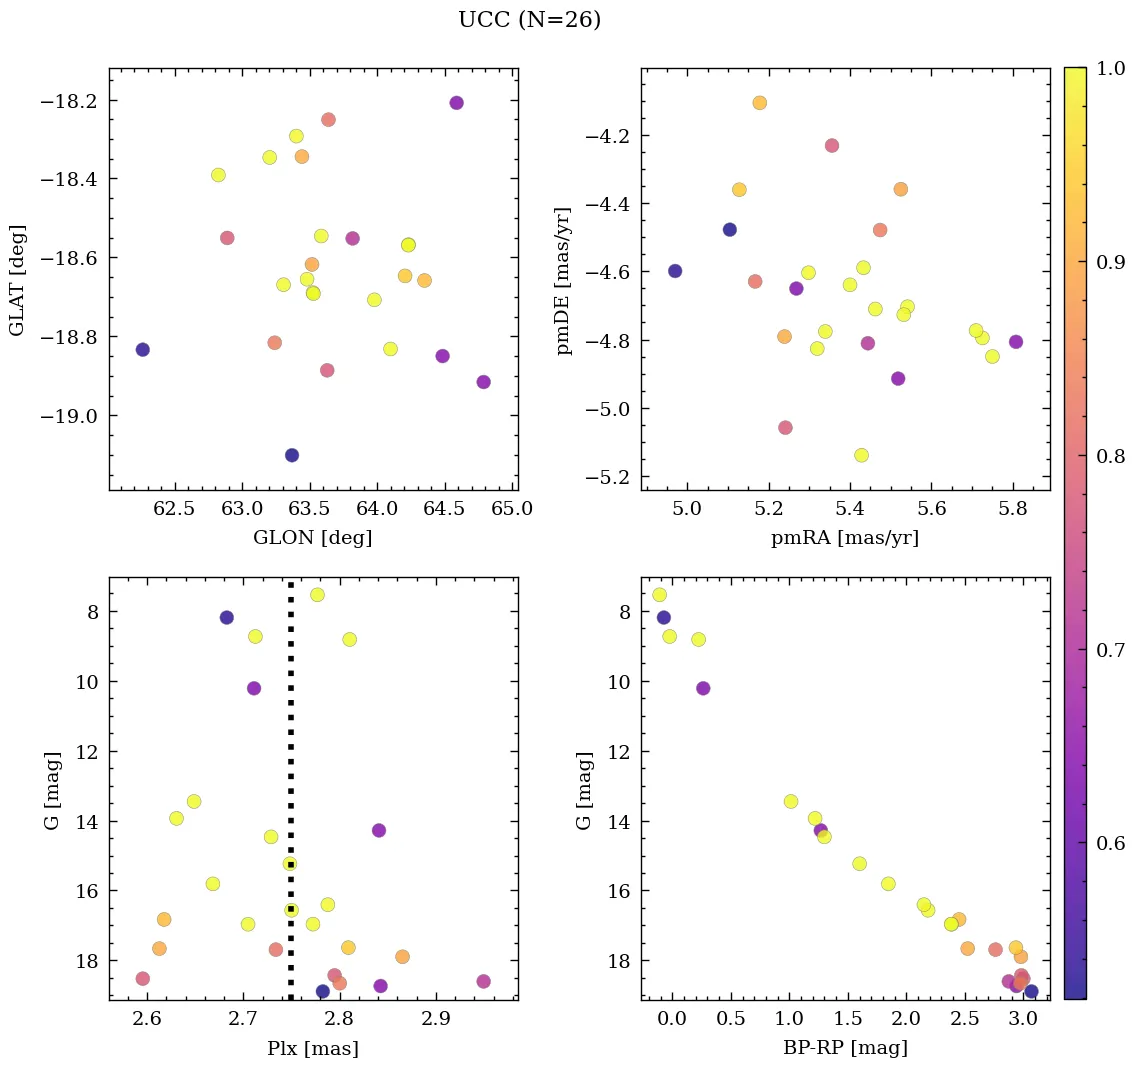 UCC (N=26)
−18.2
−18.4
−18.6
−18.8
−19.0
GLAT [deg]
62.5 63.0 63.5 64.0 64.5 65.0
GLON [deg]
−4.2
−4.4
−4.6
−4.8
−5.0
−5.2
pmDE [mas/yr]
5.0 5.2 5.4 5.6 5.8
pmRA [mas/yr]
8
10
12
14
16
18
G [mag]
2.6 2.7 2.8 2.9
Plx [mas]
8
10
12
14
16
18
G [mag]
0.0 0.5 1.0 1.5 2.0 2.5 3.0
BP-RP [mag]
1.0
0.9
0.8
0.7
0.6